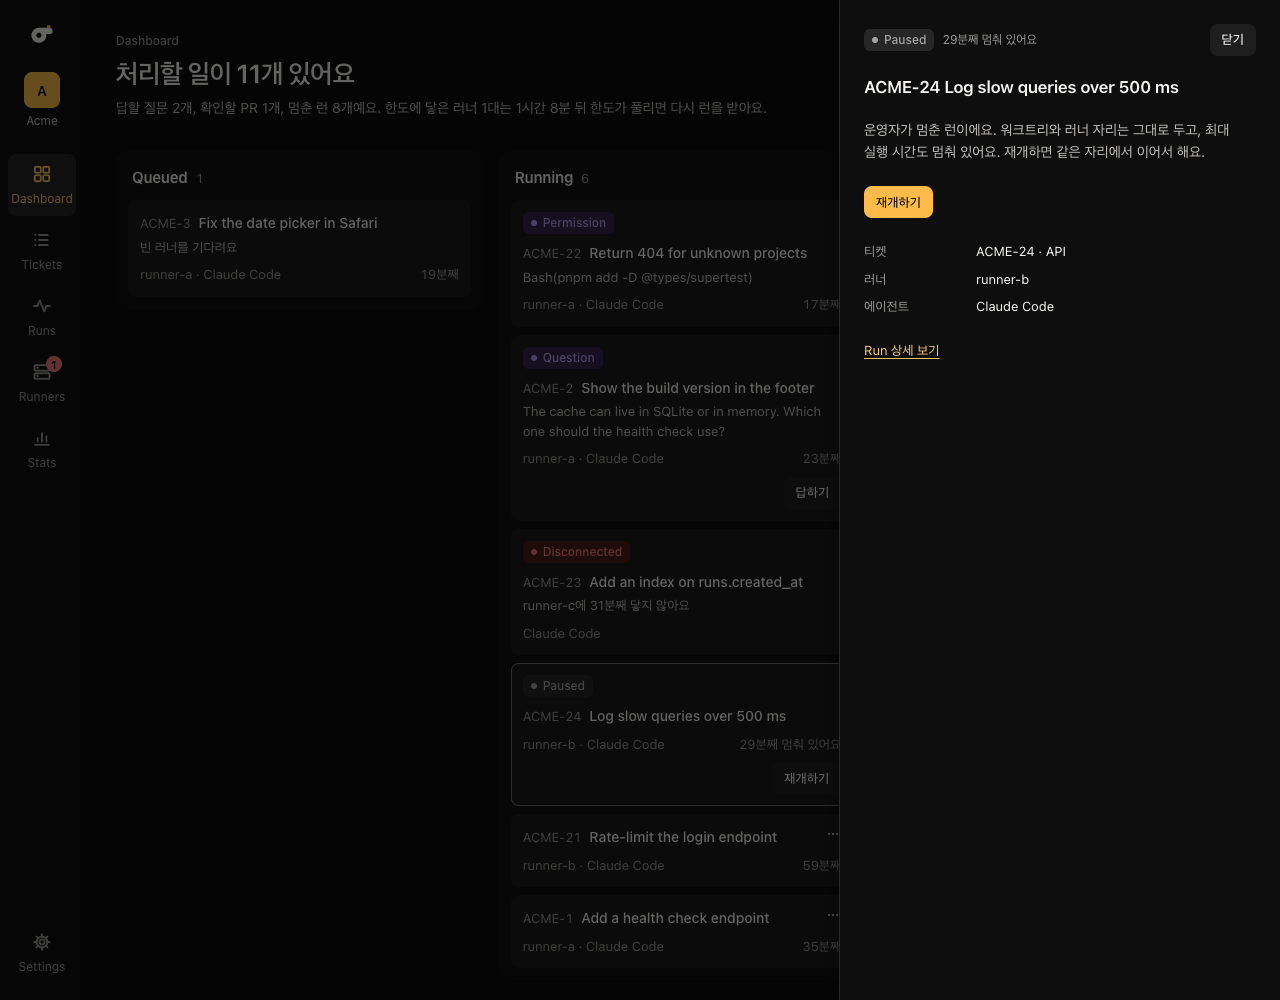 A
Acme
Dashboard
Tickets
Runs
1
Runners
Stats
Settings
Dashboard
처리할 일이 11개 있어요
답할 질문 2개, 확인할 PR 1개, 멈춘 런 8개예요. 한도에 닿은 러너 1대는 1시간 8분 뒤 한도가 풀리면 다시 런을 받아요.
Queued 1
ACME-3 Fix the date picker in Safari
빈 러너를 기다려요
runner-a · Claude Code 19분째
Running 6
Permission
ACME-22 Return 404 for unknown projects
Bash(pnpm add -D @types/supertest)
runner-a · Claude Code 17분째
Question
ACME-2 Show the build version in the footer
The cache can live in SQLite or in memory. Which
one should the health check use?
runner-a · Claude Code 23분째
답하기
Disconnected
ACME-23 Add an index on runs.created_at
runner-c에 31분째 닿지 않아요
Claude Code
Paused
ACME-24 Log slow queries over 500 ms
runner-b · Claude Code 29분째 멈춰 있어요
재개하기
ACME-21 Rate-limit the login endpoint ...
runner-b · Claude Code 59분째
ACME-1 Add a health check endpoint ...
runner-a · Claude Code 35분째
Paused 29분째 멈춰 있어요
닫기
ACME-24 Log slow queries over 500 ms
운영자가 멈춘 런이에요. 워크트리와 러너 자리는 그대로 두고, 최대
실행 시간도 멈춰 있어요. 재개하면 같은 자리에서 이어서 해요.
재개하기
티켓 ACME-24 · API
러너 runner-b
에이전트 Claude Code
Run 상세 보기